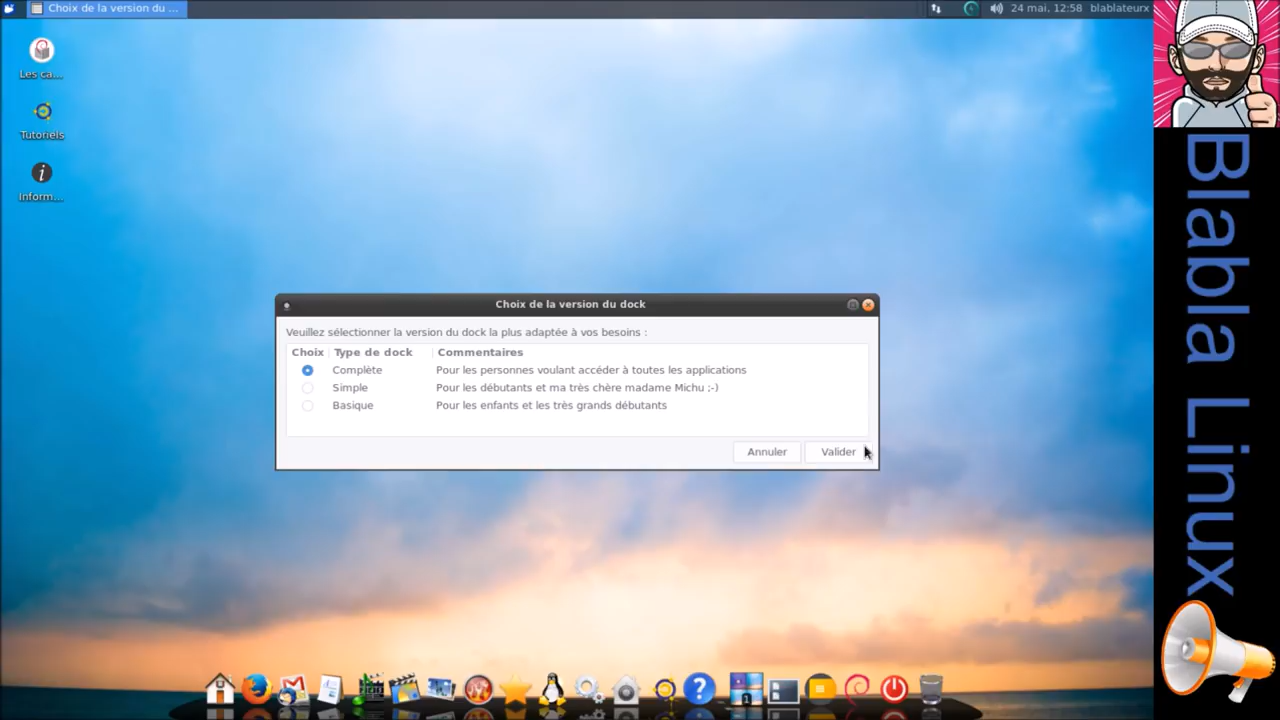 Choix de la version du ...
24 mai, 12:58
blablateurx
Les ca...
Tutoriels
Inform...
Choix de la version du dock
Veuillez sélectionner la version du dock la plus adaptée à vos besoins :
Choix Type de dock Commentaires
Complète Pour les personnes voulant accéder à toutes les applications
Simple Pour les débutants et ma très chère madame Michu ;-)
Basique Pour les enfants et les très grands débutants
Annuler Valider
1
Blabla Linux